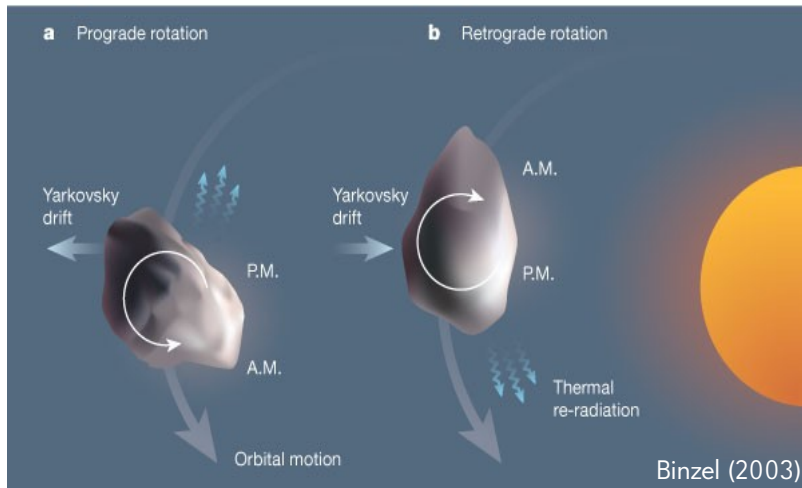 a Prograde rotation
b Retrograde rotation
Yarkovsky
drift
P.M.
A.M.
Orbital motion
Yarkovsky
drift
A.M.
P.M.
Thermal
re-radiation
Binzel (2003)